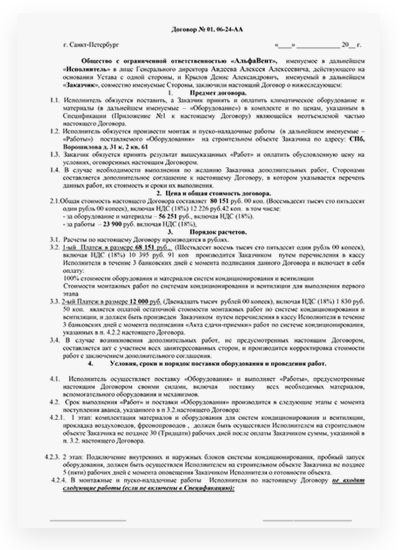 Договор № 01. 06-24-АА
г. Санкт-Петербург «____» ____________ 20__ г.
Общество с ограниченной ответственностью «АльфаВент», именуемое в дальнейшем
«Исполнитель» в лице Генерального директора Авдеева Алексея Алексеевича, действующего на
основании Устава с одной стороны, и Крылов Денис Александрович, именуемый в дальнейшем
«Заказчик», совместно именуемые Стороны, заключили настоящий Договор о нижеследующем:
1. Предмет договора.
1.1. Исполнитель обязуется поставить, а Заказчик принять и оплатить климатическое оборудование и
материалы (в дальнейшем именуемые – «Оборудование») в комплекте и по ценам, указанным в
Спецификации (Приложение №1 к настоящему Договору) являющейся неотъемлемой частью
настоящего Договора.
1.2. Исполнитель обязуется произвести монтаж и пуско-наладочные работы (в дальнейшем именуемые –
«Работы») поставляемого «Оборудования» на строительном объекте Заказчика по адресу: СПб,
Ворошилова д. 31 к. 2 кв. 61
1.3. Заказчик обязуется принять результат вышеуказанных «Работ» и оплатить обусловленную цену на
условиях, оговоренных настоящим Договором.
1.4. В случае необходимости выполнения по желанию Заказчика дополнительных работ, Сторонами
составляется дополнительное соглашение к настоящему Договору, в котором указывается перечень
данных работ, их стоимость и сроки их выполнения.
2. Цена и общая стоимость договора.
2.1.Общая стоимость настоящего Договора составляет 80 151 руб. 00 коп. (Восемьдесят тысяч сто пятьдесят
один рубль 00 копеек), включая НДС (18%) 12 226 руб.42 коп. в том числе:
- за оборудование и материалы – 56 251 руб., включая НДС (18%).
- за работы – 23 900 руб. включая НДС (18%),
3. Порядок расчетов.
3.1. Расчеты по настоящему Договору производится в рублях.
3.2. 1-ый Платеж в размере 68 151 руб. (Шестьдесят восемь тысяч сто пятьдесят один рубль 00 копеек),
включая НДС (18%) 10 395 руб. 91 коп производится Заказчиком путем перечисления в кассу
Исполнителя в течение 3 банковских дней с момента подписания данного Договора и включает в себя
оплату:
100% стоимости оборудования и материалов систем кондиционирования и вентиляции
Стоимости монтажных работ по системам кондиционирования и вентиляции для выполнения первого
этапа
3.3. 2-ый Платеж в размере 12 000 руб. (Двенадцать тысяч рублей 00 копеек), включая НДС (18%) 1 830 руб.
50 коп. является оплатой остаточной стоимости монтажных работ по системе кондиционирования и
вентиляции, и должен быть произведен Заказчиком путем перечисления в кассу Исполнителя в течение
3 банковских дней с момента подписания «Акта сдачи-приемки» работ по системе кондиционирования,
указанных в п. 4.2.2 настоящего Договора.
3.4. В случае возникновения дополнительных работ, не предусмотренных настоящим Договором,
составляется акт с участием всех заинтересованных сторон, и производится корректировка стоимости
работ с заключением дополнительного соглашения.
4. Условия, сроки и порядок поставки оборудования и проведения работ.
4.1. Исполнитель осуществляет поставку «Оборудования» и выполняет «Работы», предусмотренные
настоящим Договором своими силами, включая поставку всех необходимых материалов,
вспомогательного оборудования и механизмов.
4.2. Срок выполнения «Работ» и поставки «Оборудования» производится в следующие этапы с момента
поступления аванса, указанного в п 3.2 настоящего Договора:
4.2.1. 1 этап: комплектация материалов и оборудования для систем кондиционирования и вентиляции,
прокладка воздуховодов, фреонопроводов , должен быть осуществлен Исполнителем на строительном
объекте Заказчика не позднее 30 (Тридцати) рабочих дней после оплаты Заказчиком суммы, указанной в
п. 3.2. настоящего Договора.
4.2.3. 2 этап: Подключение внутренних и наружных блоков системы кондиционирования, пробный запуск
оборудования, должен быть осуществлен Исполнителем на строительном объекте Заказчика не позднее
5 (пяти) рабочих дней с момента оповещения Заказчиком Исполнителя о готовности объекта.
4.2.4. В монтажные и пуско-наладочные работы Исполнителя по настоящему Договору не входят
следующие работы (если не включены в Спецификацию):